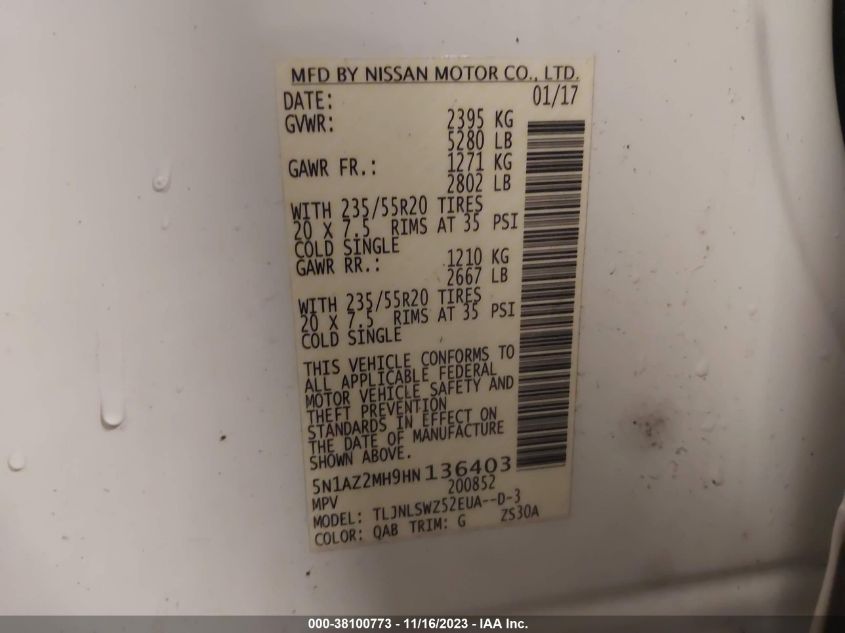 MFD BY NISSAN MOTOR CO., LTD.
DATE: 01/17
GVWR: 2395 KG
5280 LB
GAWR FR.: 1271 KG
2802 LB
WITH 235/55R20 TIRES
20 X 7.5 RIMS AT 35 PSI
COLD SINGLE
GAWR RR.: 1210 KG
2667 LB
WITH 235/55R20 TIRES
20 X 7.5 RIMS AT 35 PSI
COLD SINGLE
THIS VEHICLE CONFORMS TO
ALL APPLICABLE FEDERAL
MOTOR VEHICLE SAFETY AND
THEFT PREVENTION
STANDARDS IN EFFECT ON
THE DATE OF MANUFACTURE
SHOWN ABOVE.
5N1AZ2MH9HN136403
MPV 200852
MODEL: TLJNLSWZ52EUA--D-3
COLOR: QAB TRIM: G ZS30A
000-38100773 - 11/16/2023 - IAA Inc.